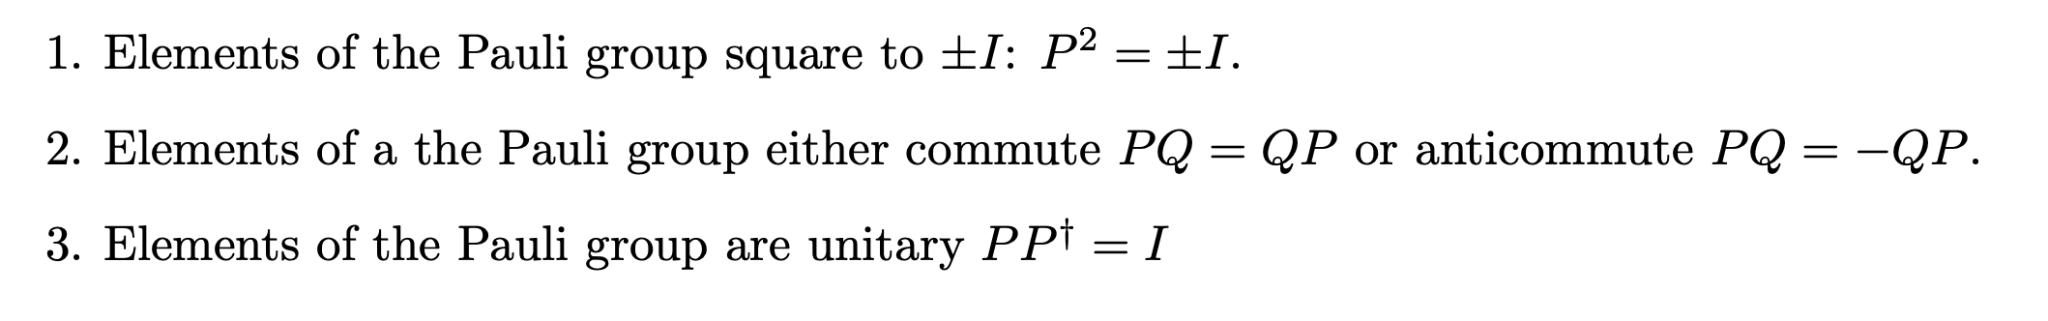 1. Elements of the Pauli group square to ±I: P² = ±I.
2. Elements of a the Pauli group either commute PQ = QP or anticommute PQ = −QP.
3. Elements of the Pauli group are unitary PP† = I